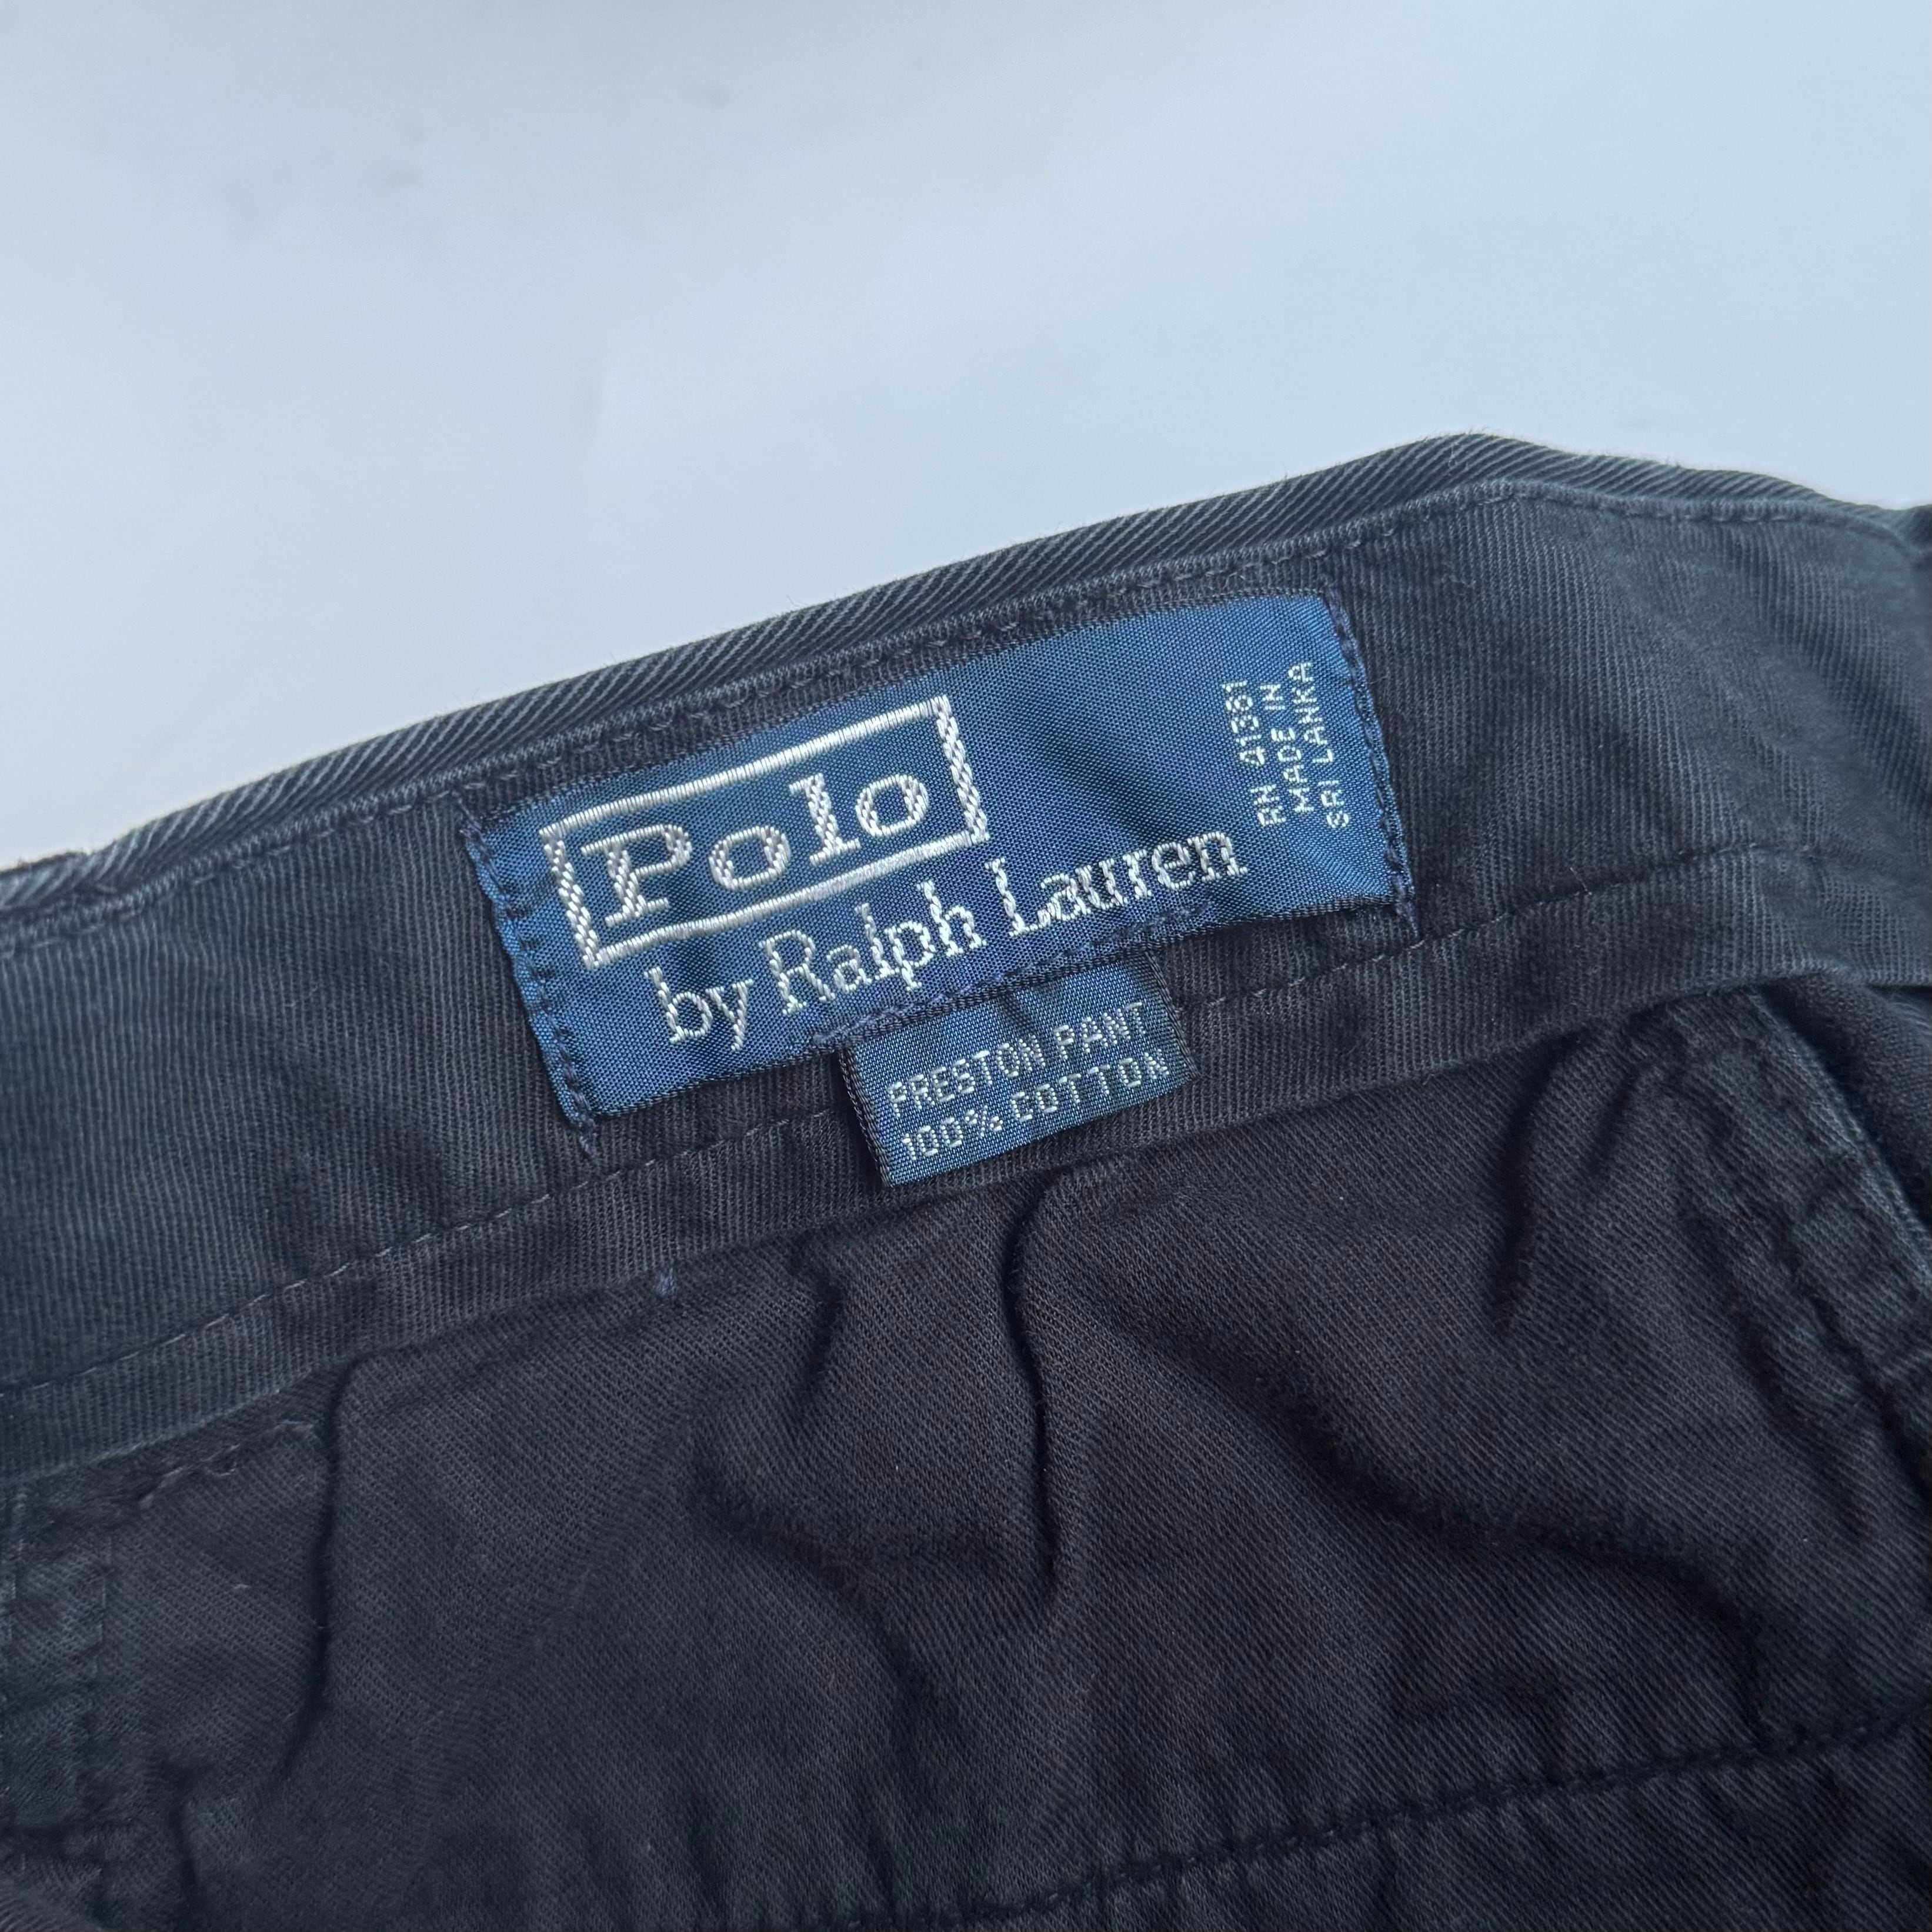 Polo
by Ralph Lauren
RN 41381
MADE IN
SRI LANKA
PRESTON PANT
100% COTTON